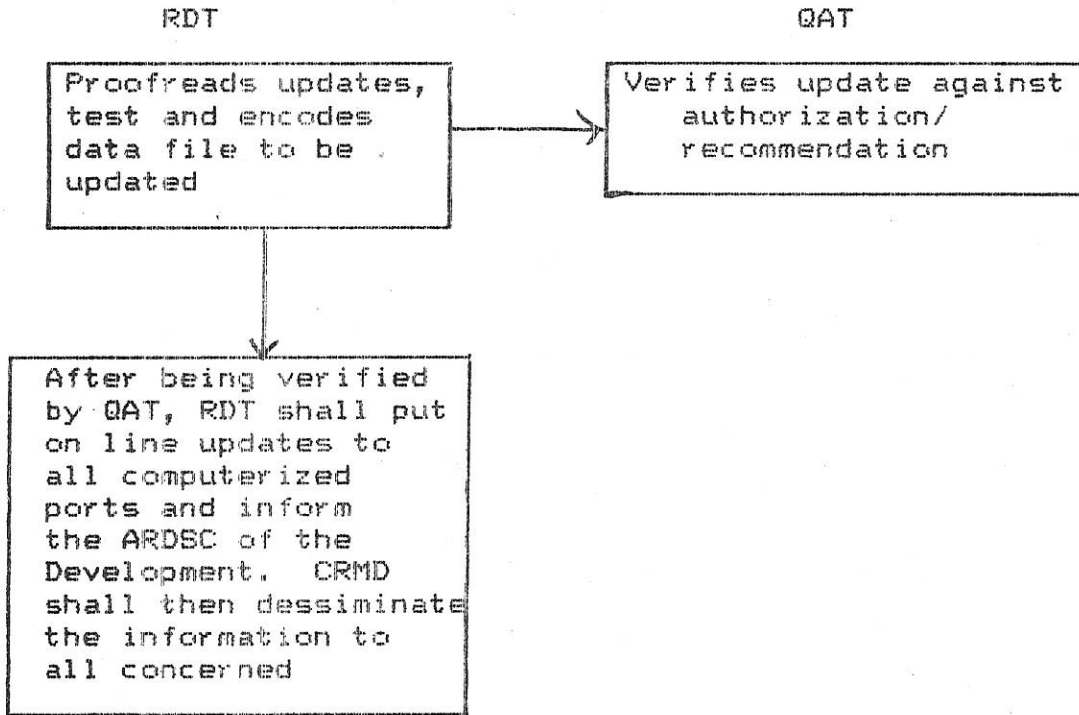 RDT
QAT
Proofreads updates,
test and encodes
data file to be
updated
Verifies update against
authorization/
recommendation
After being verified
by QAT, RDT shall put
on line updates to
all computerized
ports and inform
the ARDSC of the
Development. CRMD
shall then dessiminate
the information to
all concerned